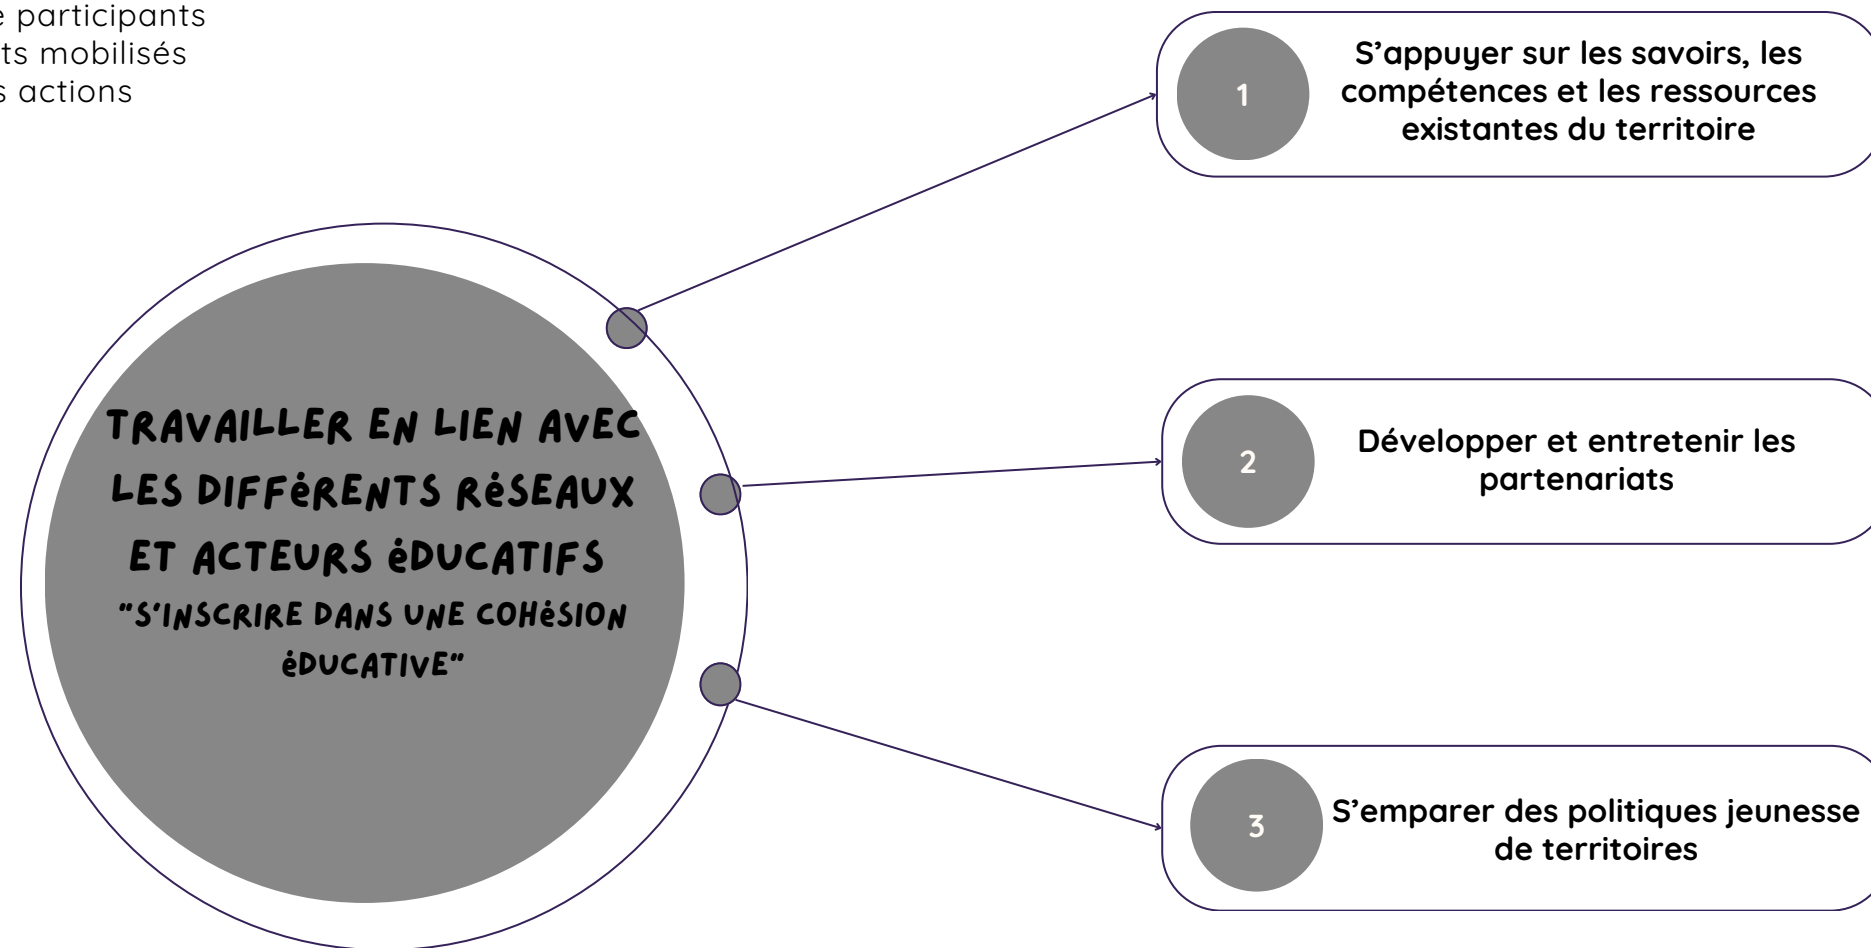 e participants
ts mobilisés
s actions
1
S’appuyer sur les savoirs, les
compétences et les ressources
existantes du territoire
TRAVAILLER EN LIEN AVEC
LES DIFFéRENTS RéSEAUX
ET ACTEURS éDUCATIFS
"S'INSCRIRE DANS UNE COHéSION
éDUCATIVE"
2
Développer et entretenir les
partenariats
3
S’emparer des politiques jeunesse
de territoires